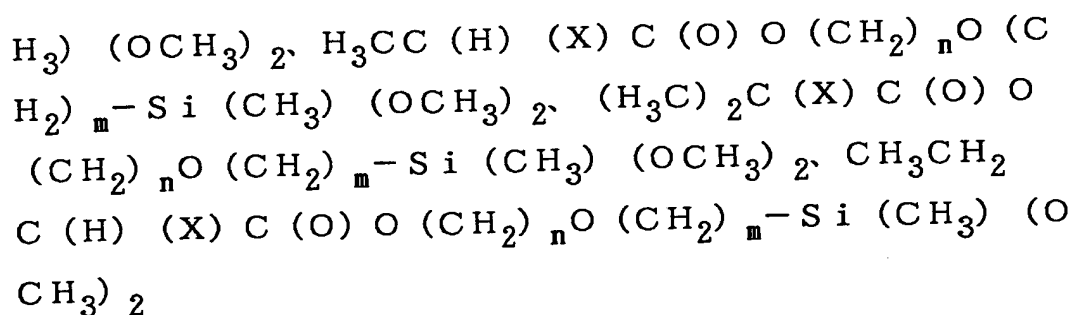 H₃) (OCH₃)₂、H₃CC(H)(X)C(O)O(CH₂)ₙO(C
H₂)ₘ−Si(CH₃)(OCH₃)₂、(H₃C)₂C(X)C(O)O
(CH₂)ₙO(CH₂)ₘ−Si(CH₃)(OCH₃)₂、CH₃CH₂
C(H)(X)C(O)O(CH₂)ₙO(CH₂)ₘ−Si(CH₃)(O
CH₃)₂